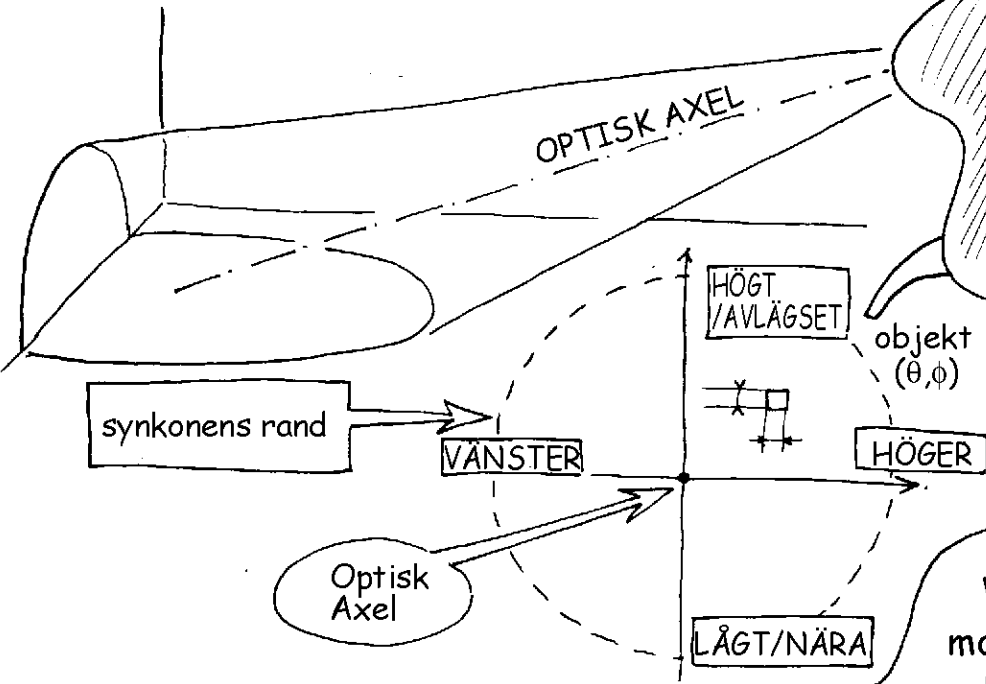 OPTISK AXEL
HÖGT
/AVLÄGSET
objekt
(θ,φ)
synkonens rand
VÄNSTER
HÖGER
Optisk
Axel
LÅGT/NÄRA